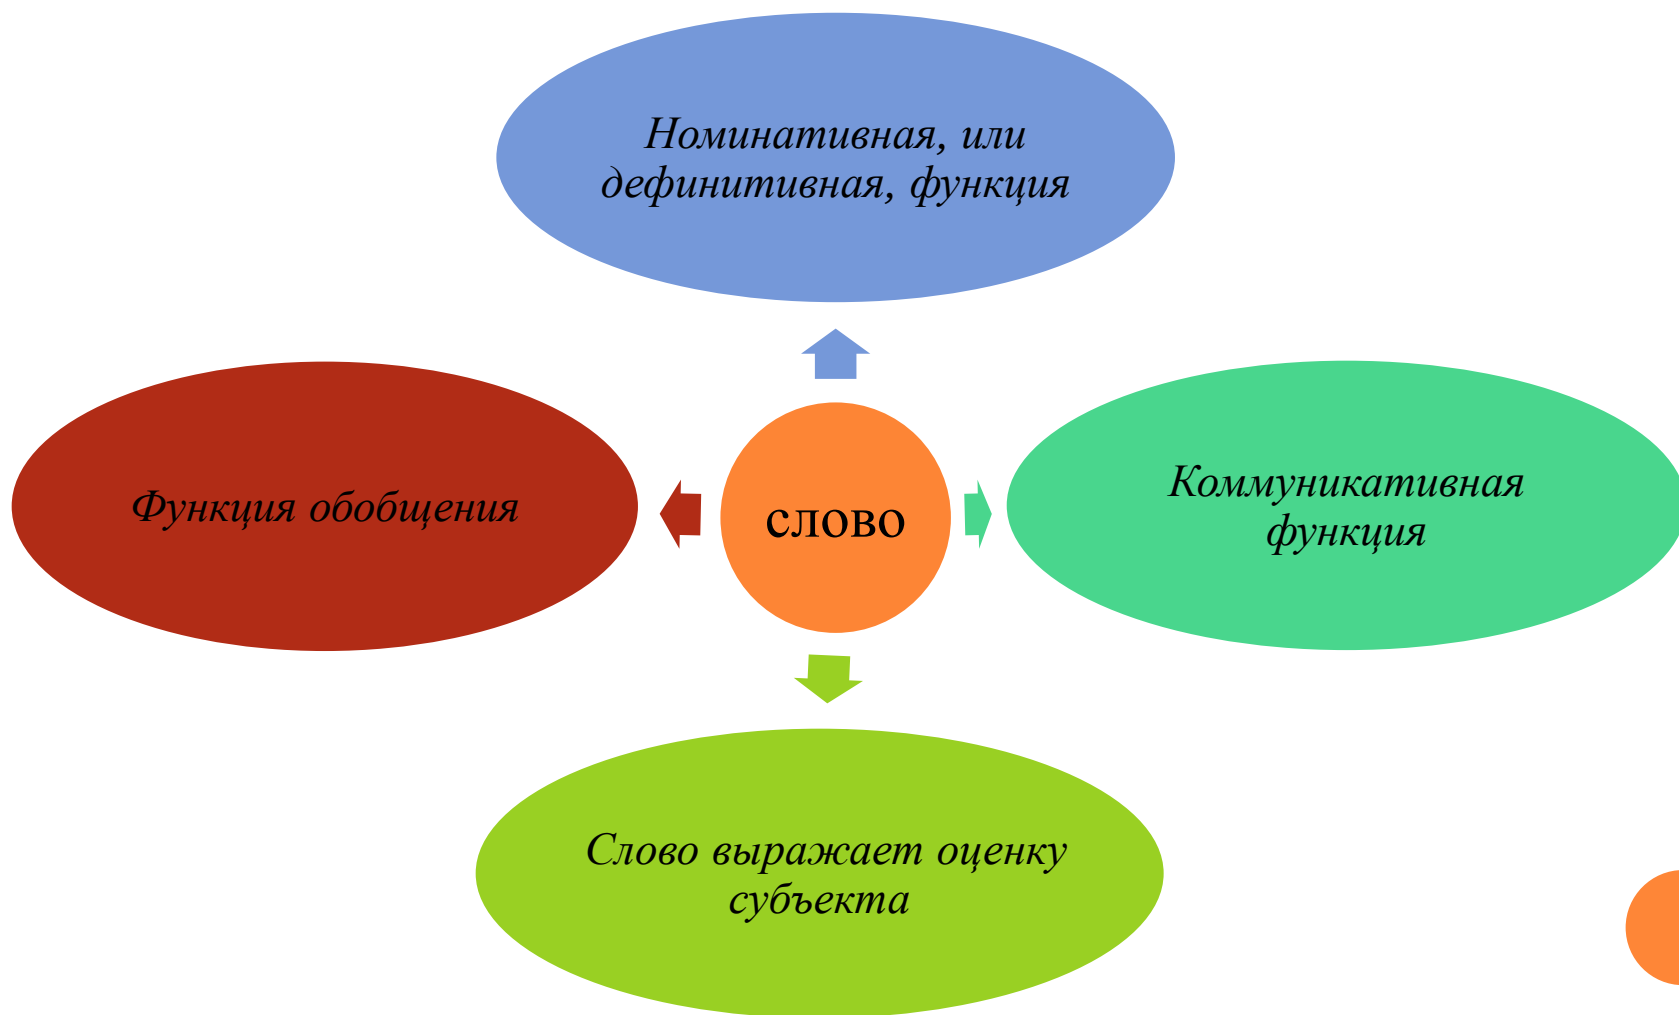 Номинативная, или
дефинитивная, функция
Функция обобщения
слово
Коммуникативная
функция
Слово выражает оценку
субъекта